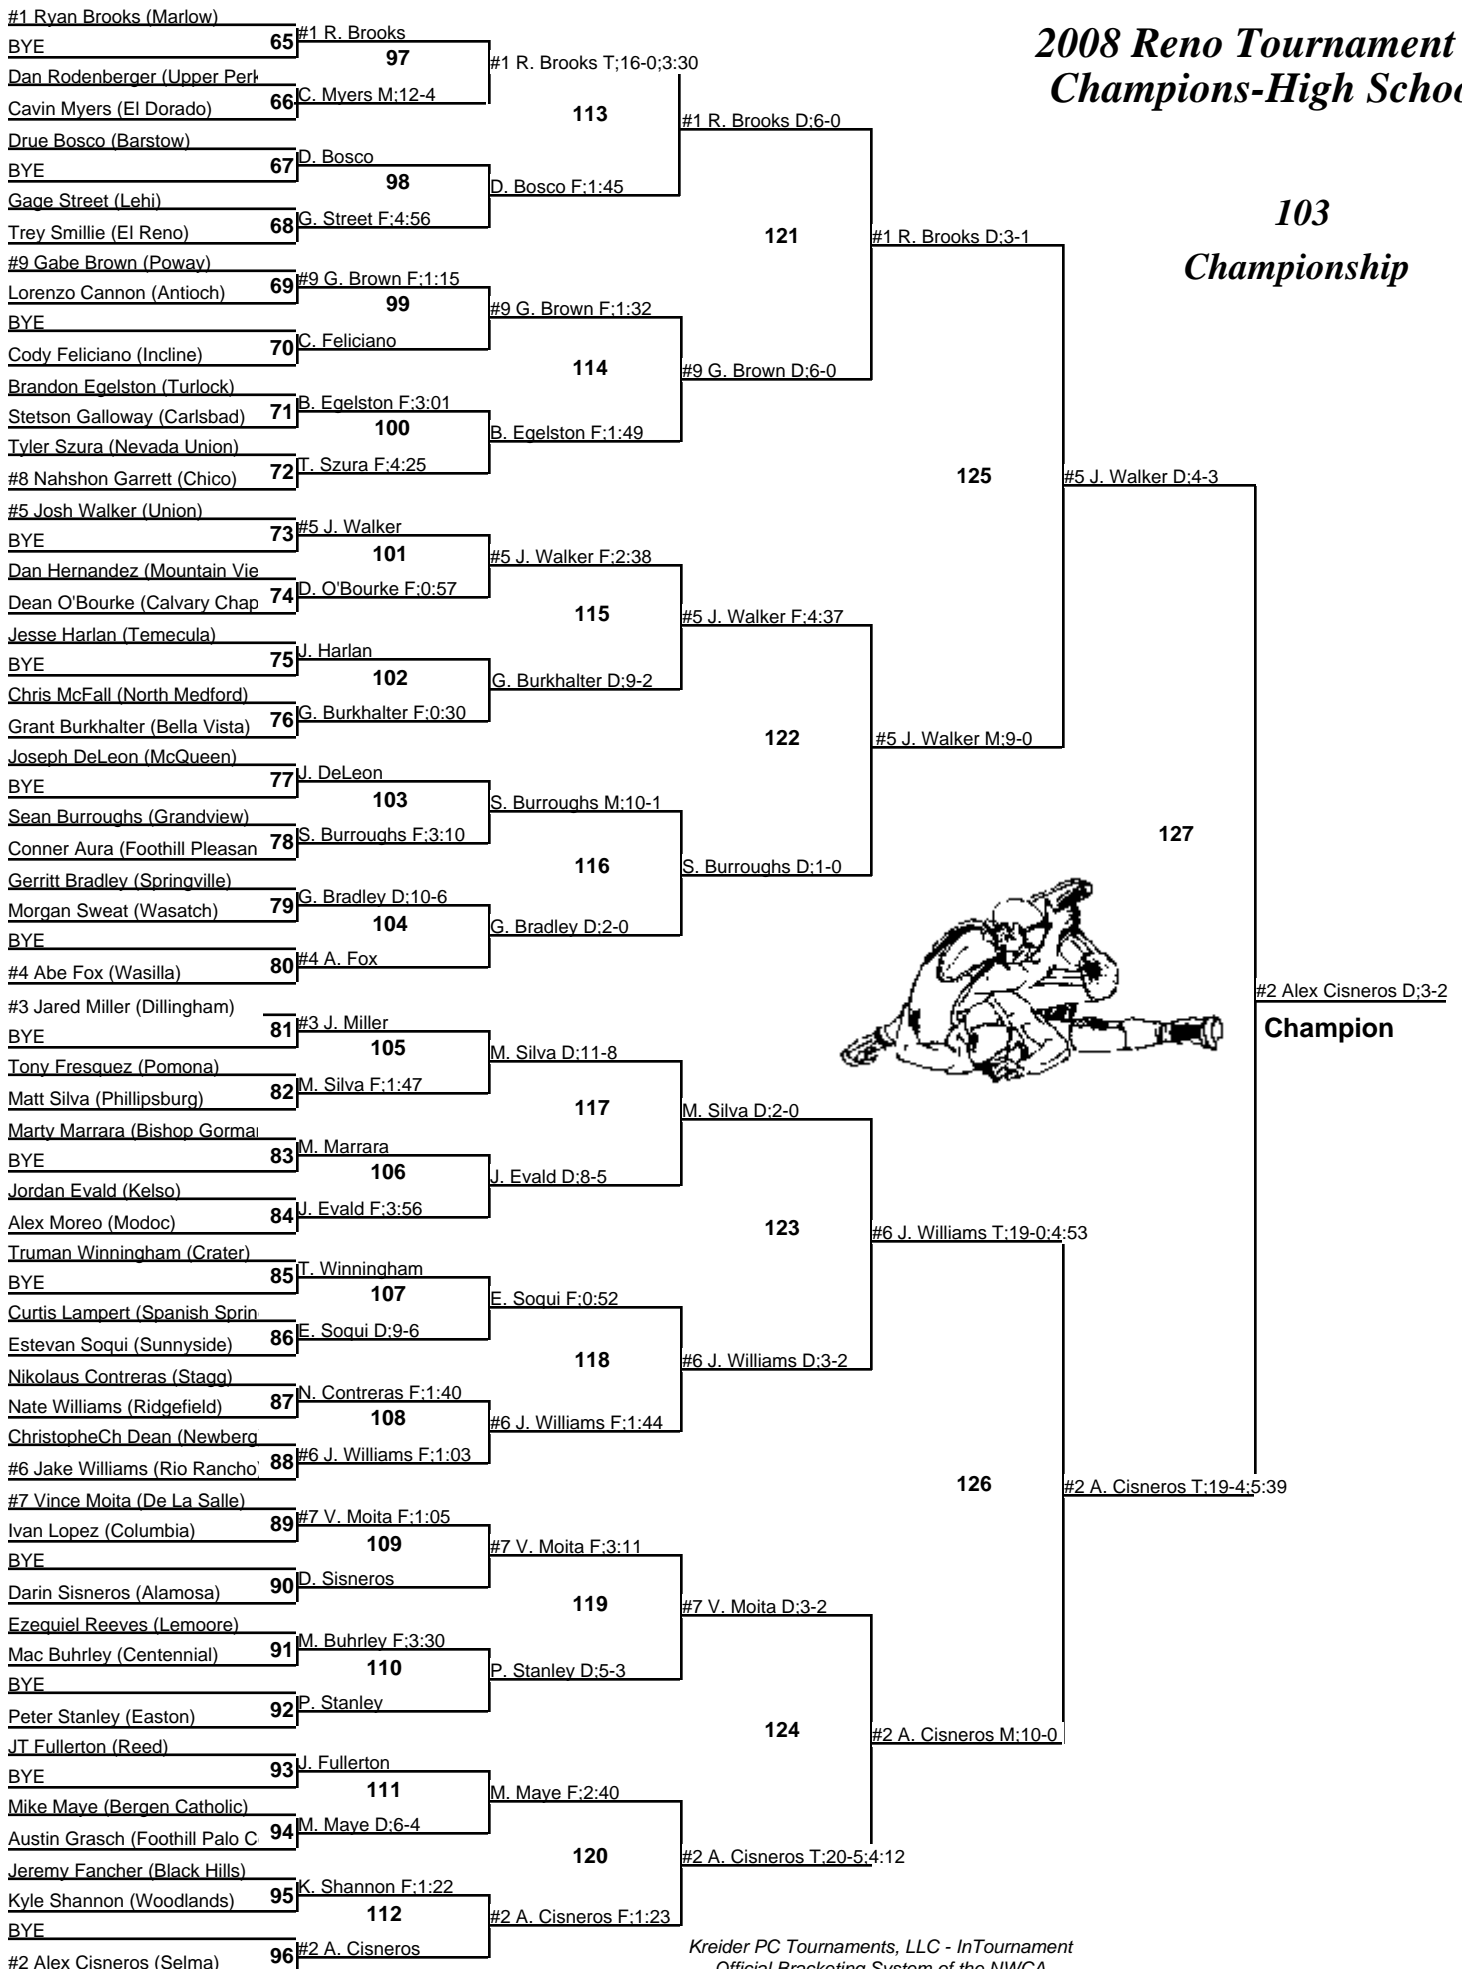 2008 Reno Tournament
Champions-High Schoo
103
Championship
#1 Ryan Brooks (Marlow)
BYE
65
Dan Rodenberger (Upper Perk
Cavin Myers (El Dorado)
66
Drue Bosco (Barstow)
BYE
67
Gage Street (Lehi)
Trey Smillie (El Reno)
68
#9 Gabe Brown (Poway)
Lorenzo Cannon (Antioch)
69
BYE
Cody Feliciano (Incline)
70
Brandon Egelston (Turlock)
Stetson Galloway (Carlsbad)
71
Tyler Szura (Nevada Union)
#8 Nahshon Garrett (Chico)
72
#5 Josh Walker (Union)
BYE
73
Dan Hernandez (Mountain Vie
Dean O'Bourke (Calvary Chap
74
Jesse Harlan (Temecula)
BYE
75
Chris McFall (North Medford)
Grant Burkhalter (Bella Vista)
76
Joseph DeLeon (McQueen)
BYE
77
Sean Burroughs (Grandview)
Conner Aura (Foothill Pleasan
78
Gerritt Bradley (Springville)
Morgan Sweat (Wasatch)
79
BYE
#4 Abe Fox (Wasilla)
80
#3 Jared Miller (Dillingham)
BYE
81
Tony Fresquez (Pomona)
Matt Silva (Phillipsburg)
82
Marty Marrara (Bishop Gorma
BYE
83
Jordan Evald (Kelso)
Alex Moreo (Modoc)
84
Truman Winningham (Crater)
BYE
85
Curtis Lampert (Spanish Sprin
Estevan Soqui (Sunnyside)
86
Nikolaus Contreras (Stagg)
Nate Williams (Ridgefield)
87
ChristopheCh Dean (Newberg
#6 Jake Williams (Rio Rancho)
88
#7 Vince Moita (De La Salle)
Ivan Lopez (Columbia)
89
BYE
Darin Sisneros (Alamosa)
90
Ezequiel Reeves (Lemoore)
Mac Buhrley (Centennial)
91
BYE
Peter Stanley (Easton)
92
JT Fullerton (Reed)
BYE
93
Mike Maye (Bergen Catholic)
Austin Grasch (Foothill Palo C
94
Jeremy Fancher (Black Hills)
Kyle Shannon (Woodlands)
95
BYE
#2 Alex Cisneros (Selma)
96
#1 R. Brooks
97
C. Myers M;12-4
D. Bosco
98
G. Street F;4:56
#9 G. Brown F;1:15
99
C. Feliciano
B. Egelston F;3:01
100
T. Szura F;4:25
#5 J. Walker
101
D. O'Bourke F;0:57
J. Harlan
102
G. Burkhalter F;0:30
J. DeLeon
103
S. Burroughs F;3:10
G. Bradley D;10-6
104
#4 A. Fox
#3 J. Miller
105
M. Silva F;1:47
M. Marrara
106
J. Evald F;3:56
T. Winningham
107
E. Soqui D;9-6
N. Contreras F;1:40
108
#6 J. Williams F;1:03
#7 V. Moita F;1:05
109
D. Sisneros
M. Buhrley F;3:30
110
P. Stanley
J. Fullerton
111
M. Maye D;6-4
K. Shannon F;1:22
112
#2 A. Cisneros
#1 R. Brooks T;16-0;3:30
113
D. Bosco F;1:45
#9 G. Brown F;1:32
114
B. Egelston F;1:49
#5 J. Walker F;2:38
115
G. Burkhalter D;9-2
S. Burroughs M;10-1
116
G. Bradley D;2-0
M. Silva D;11-8
117
J. Evald D;8-5
E. Soqui F;0:52
118
#6 J. Williams F;1:44
#7 V. Moita F;3:11
119
P. Stanley D;5-3
M. Maye F;2:40
120
#2 A. Cisneros F;1:23
#1 R. Brooks D;6-0
121
#9 G. Brown D;6-0
#5 J. Walker F;4:37
122
S. Burroughs D;1-0
M. Silva D;2-0
123
#6 J. Williams D;3-2
#7 V. Moita D;3-2
124
#2 A. Cisneros T;20-5;4:12
#1 R. Brooks D;3-1
125
#5 J. Walker M;9-0
#6 J. Williams T;19-0;4:53
126
#2 A. Cisneros M;10-0
#5 J. Walker D;4-3
127
#2 A. Cisneros T;19-4;5:39
#2 Alex Cisneros D;3-2
Champion
Kreider PC Tournaments, LLC - InTournament
Official Bracketing System of the NWCA